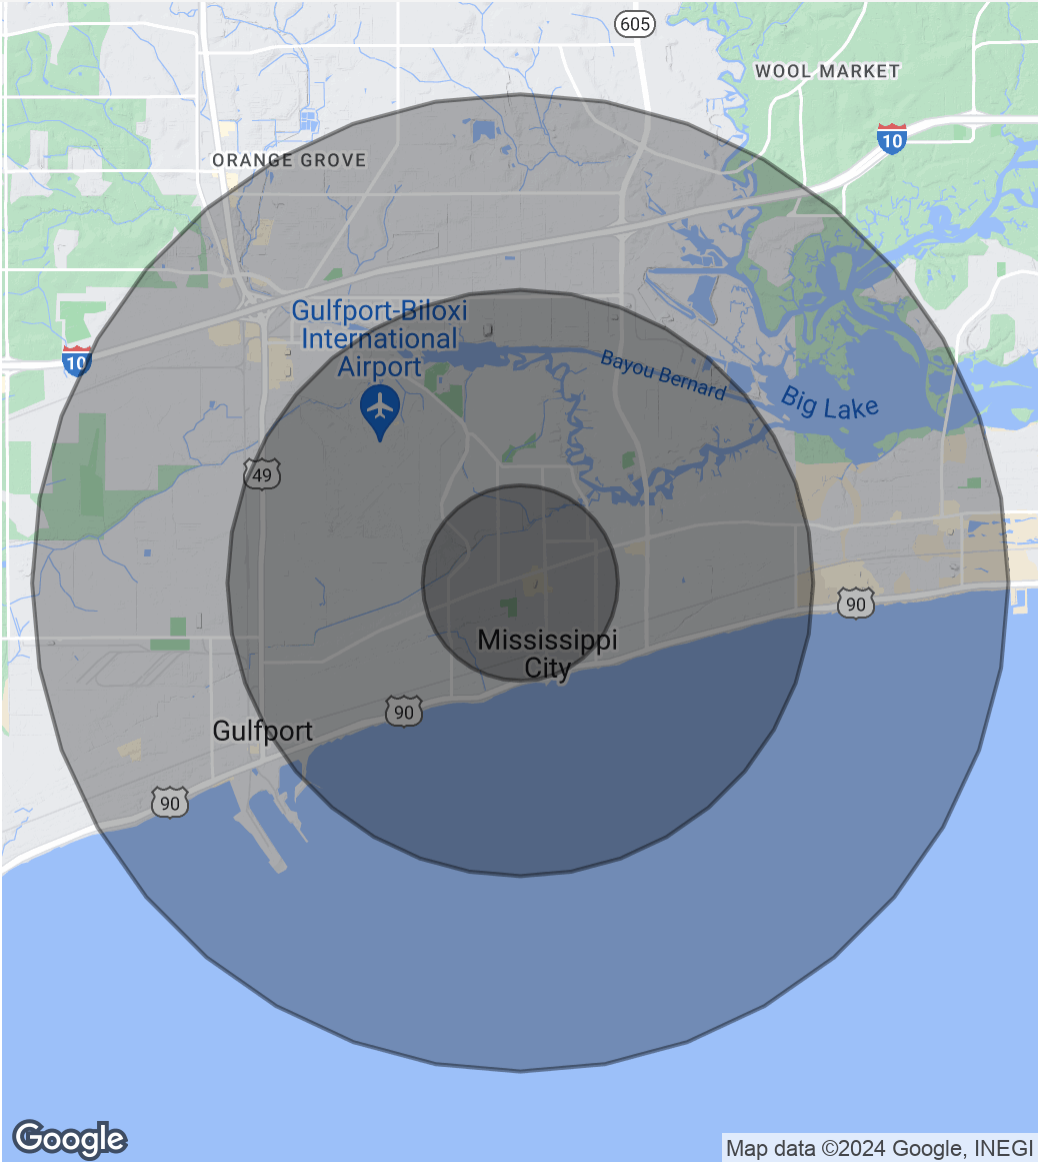 605
WOOL MARKET
10
ORANGE GROVE
Gulfport-Biloxi
International
Airport
10
Bayou Bernard
Big Lake
49
90
Mississippi
City
90
Gulfport
90
Google
Map data ©2024 Google, INEGI